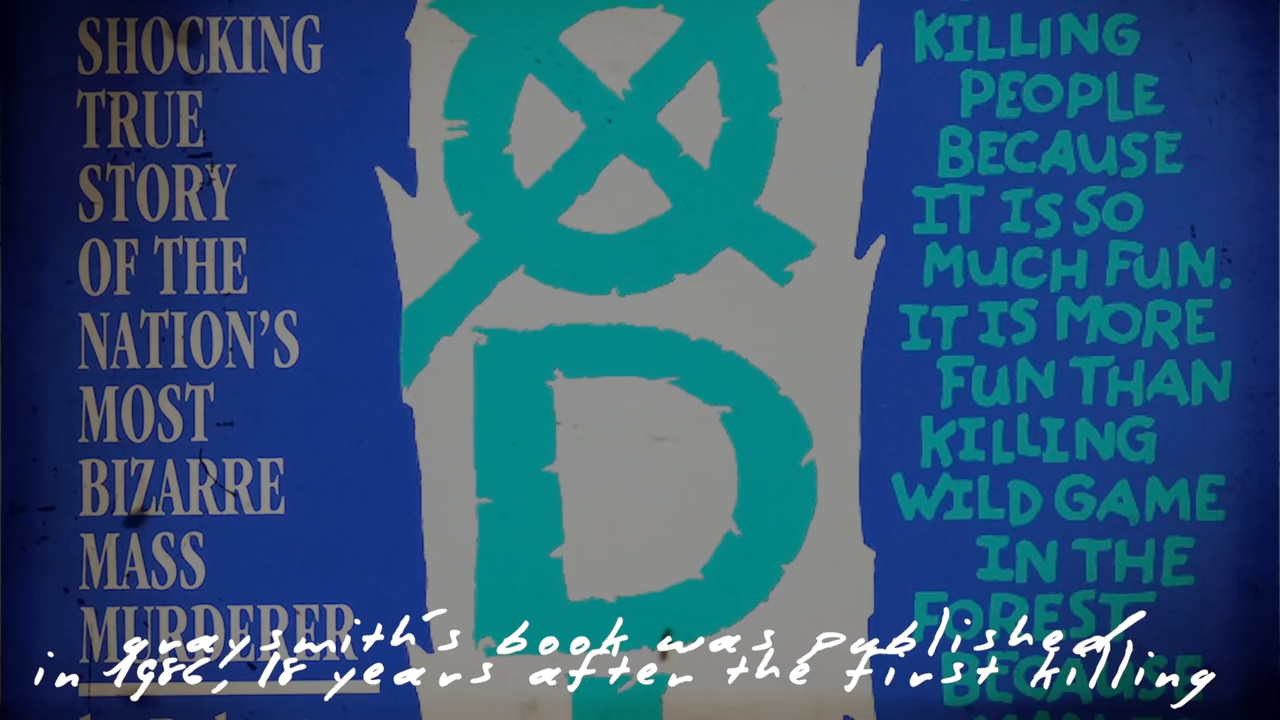 SHOCKING
TRUE
STORY
OF THE
NATION'S
MOST
BIZARRE
MASS
MURDERER
D
KILLING
PEOPLE
BECAUSE
IT IS SO
MUCH FUN.
IT IS MORE
FUN THAN
KILLING
WILD GAME
IN THE
FOREST
BECAUSE
graysmith's book was published
in 1986, 18 years after the first killing